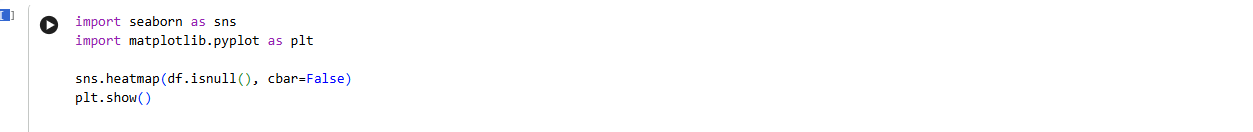 [ ]
import seaborn as sns
import matplotlib.pyplot as plt

sns.heatmap(df.isnull(), cbar=False)
plt.show()